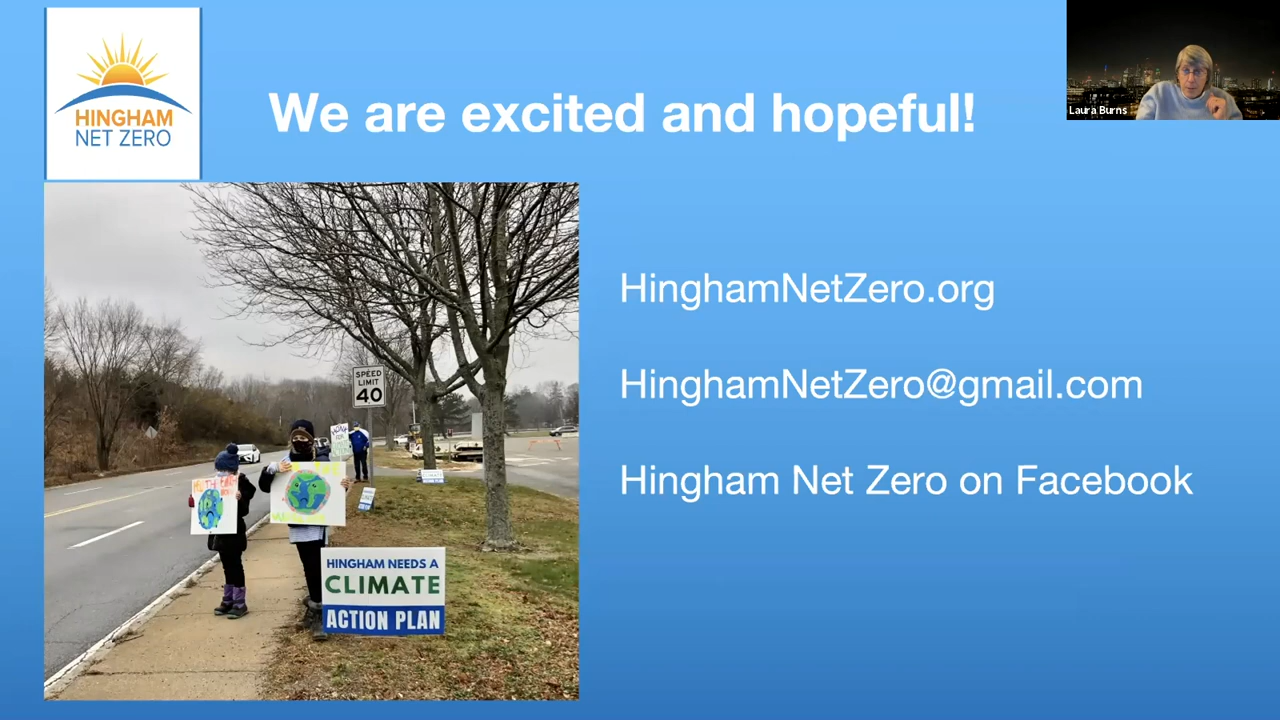 HINGHAM
NET ZERO
We are excited and hopeful!
Laura Burns
HinghamNetZero.org
HinghamNetZero@gmail.com
Hingham Net Zero on Facebook
SPEED
LIMIT
40
HINGHAM NEEDS A
CLIMATE
ACTION PLAN